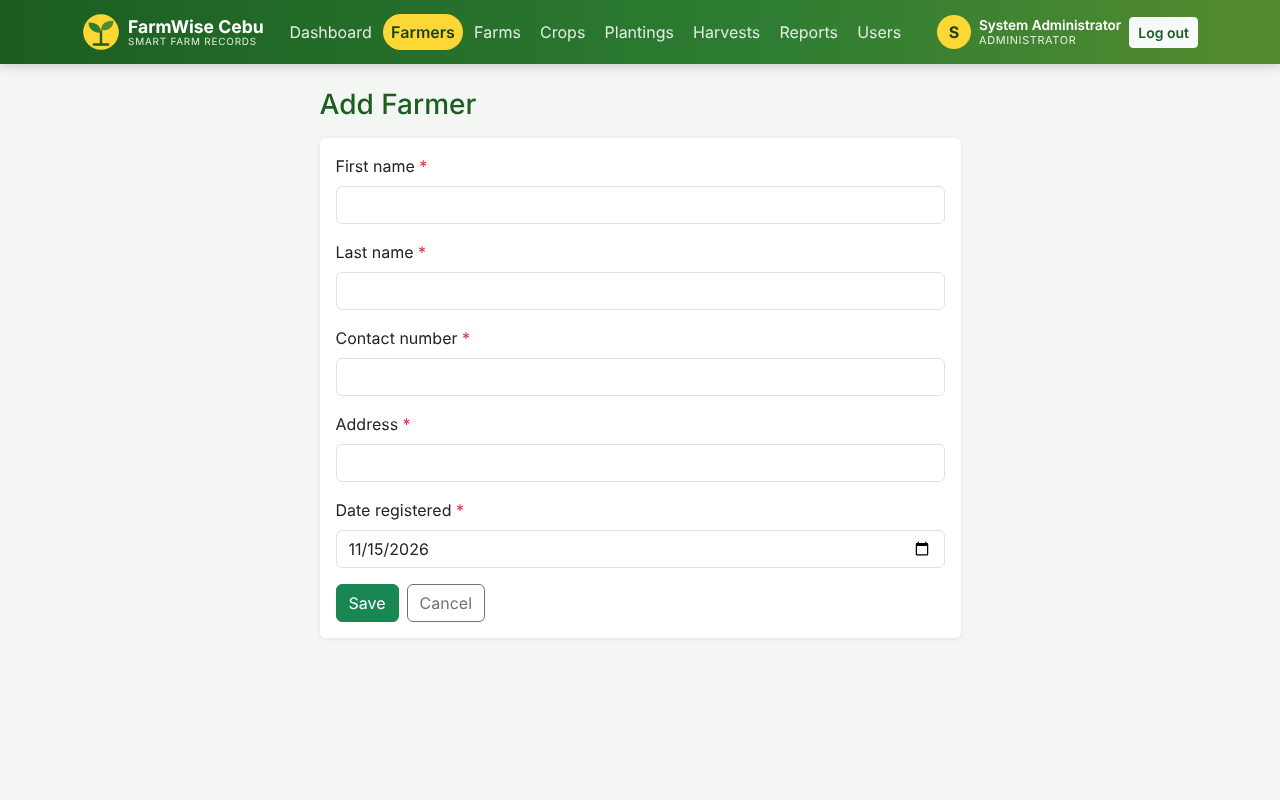 FarmWise Cebu
SMART FARM RECORDS
Dashboard
Farmers
Farms
Crops
Plantings
Harvests
Reports
Users
S
System Administrator
ADMINISTRATOR
Log out
Add Farmer
First name *
Last name *
Contact number *
Address *
Date registered *
11/15/2026
Save
Cancel